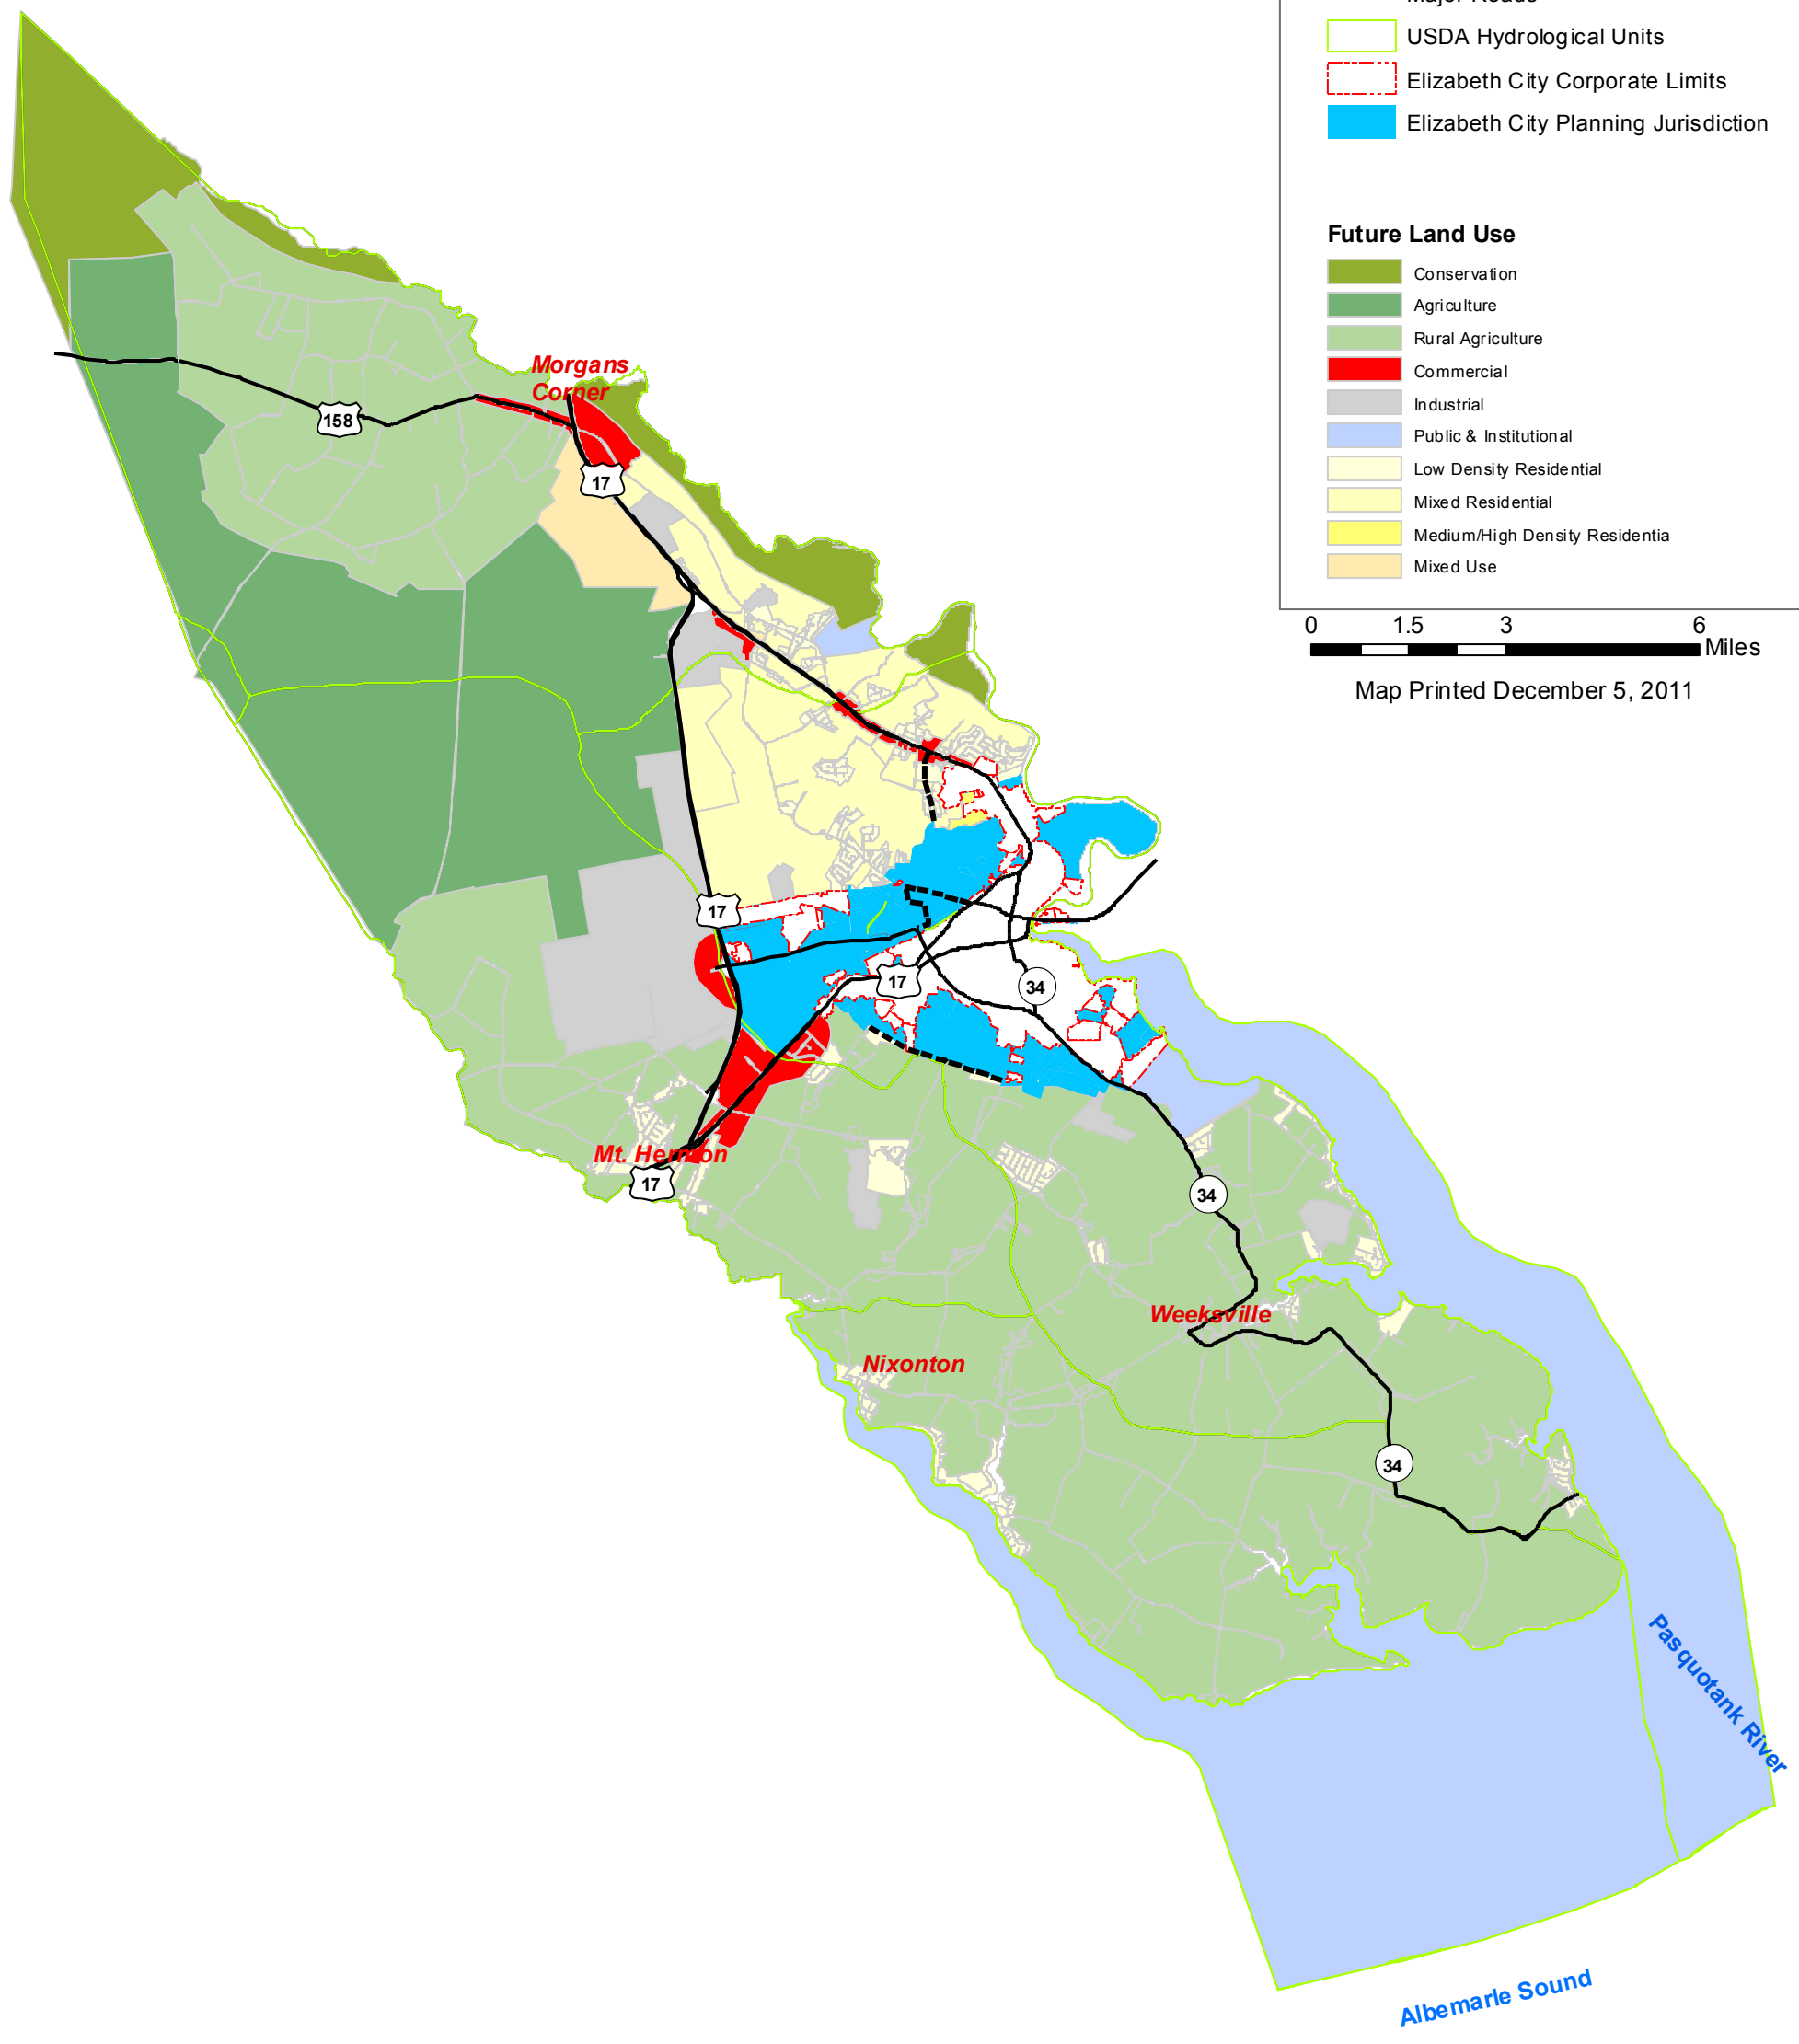 Major Roads
USDA Hydrological Units
Elizabeth City Corporate Limits
Elizabeth City Planning Jurisdiction
Future Land Use
Conservation
Agriculture
Rural Agriculture
Commercial
Industrial
Public & Institutional
Low Density Residential
Mixed Residential
Medium/High Density Residentia
Mixed Use
0 1.5 3 6
Miles
Map Printed December 5, 2011
Morgans
Corner
158
17
17
17
34
Mt. Hermon
17
34
Weeksville
Nixonton
34
Pasquotank River
Albemarle Sound